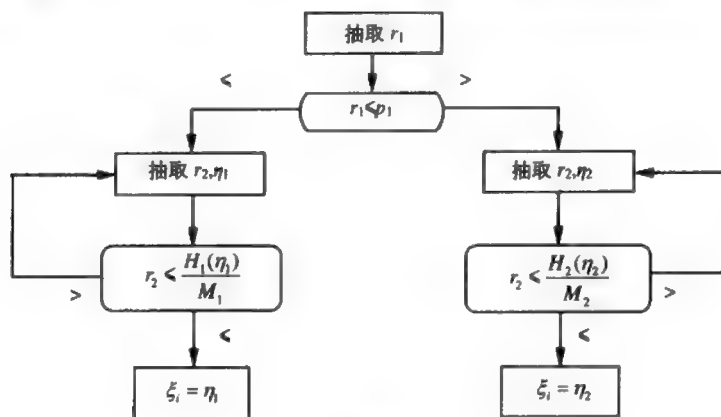 抽取 r₁
≤ >
r₁≤p₁
抽取 r₂,η₁
抽取 r₂,η₂
r₂ ≤ H₁(η₁)/M₁
>
r₂ ≤ H₂(η₂)/M₂
>
≤
≤
ξᵢ = η₁
ξᵢ = η₂